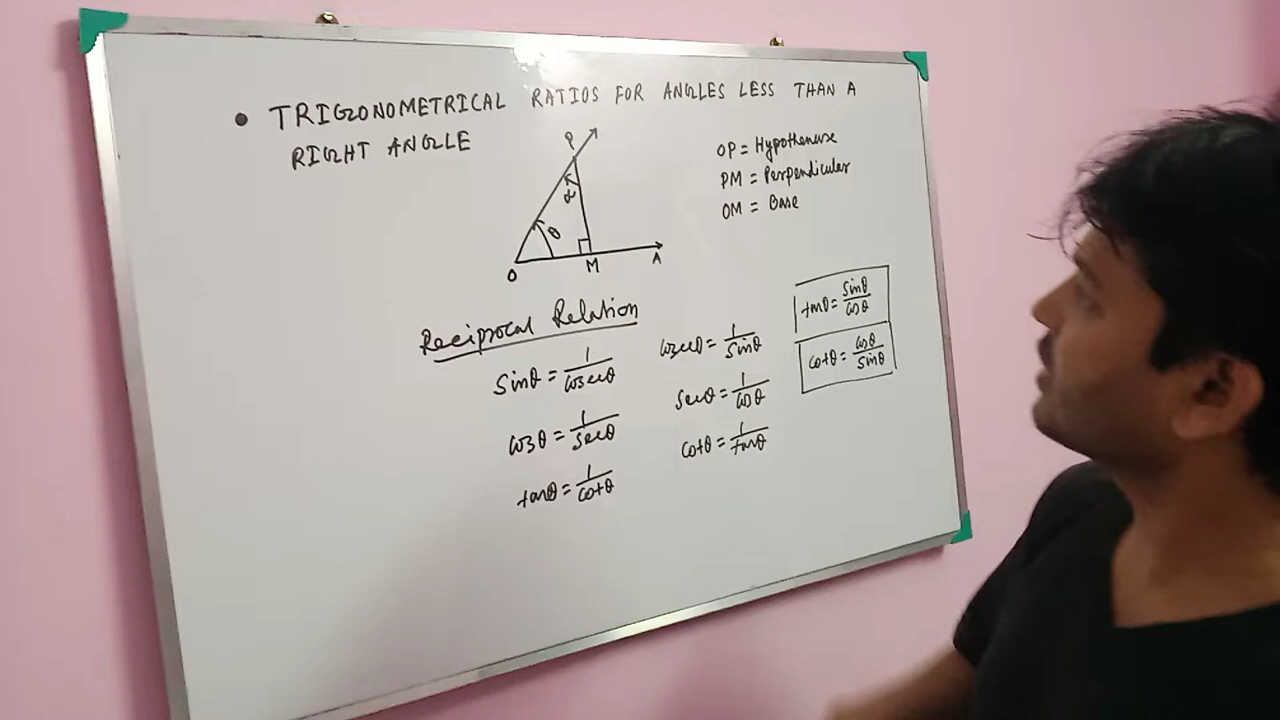 • TRIGONOMETRICAL RATIOS FOR ANGLES LESS THAN A
RIGHT ANGLE
P
α
θ
O
M
A
OP = Hypothenuse
PM = Perpendicular
OM = Base
Reciprocal Relation
sinθ = 1/cosecθ
cosθ = 1/secθ
tanθ = 1/cotθ
cosecθ = 1/sinθ
secθ = 1/cosθ
cotθ = 1/tanθ
tanθ = sinθ/cosθ
cotθ = cosθ/sinθ